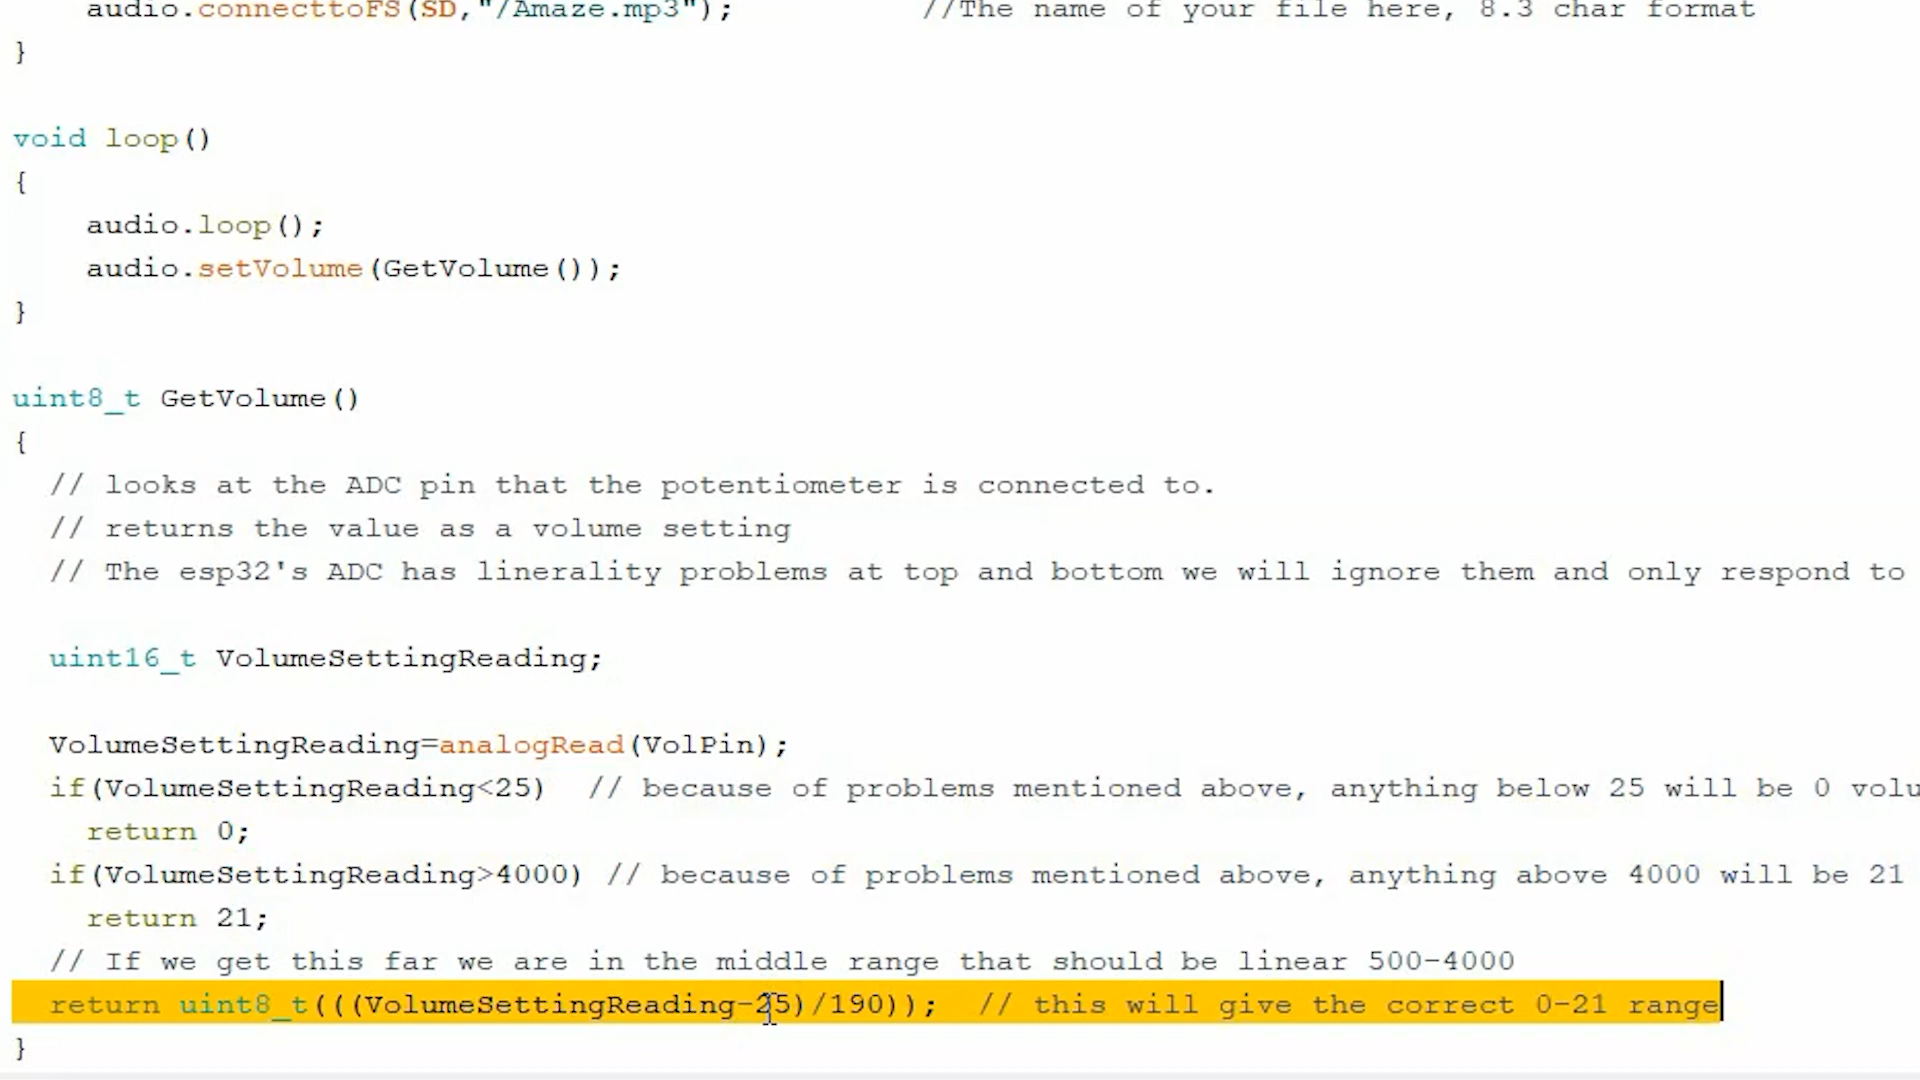 audio.connecttoFS(SD,"/Amaze.mp3"); //The name of your file here, 8.3 char format
}
void loop()
{
audio.loop();
audio.setVolume(GetVolume());
}
uint8_t GetVolume()
{
// looks at the ADC pin that the potentiometer is connected to.
// returns the value as a volume setting
// The esp32's ADC has linerality problems at top and bottom we will ignore them and only respond to
uint16_t VolumeSettingReading;
VolumeSettingReading=analogRead(VolPin);
if(VolumeSettingReading<25) // because of problems mentioned above, anything below 25 will be 0 volu
return 0;
if(VolumeSettingReading>4000) // because of problems mentioned above, anything above 4000 will be 21
return 21;
// If we get this far we are in the middle range that should be linear 500-4000
return uint8_t(((VolumeSettingReading-25)/190)); // this will give the correct 0-21 range
}